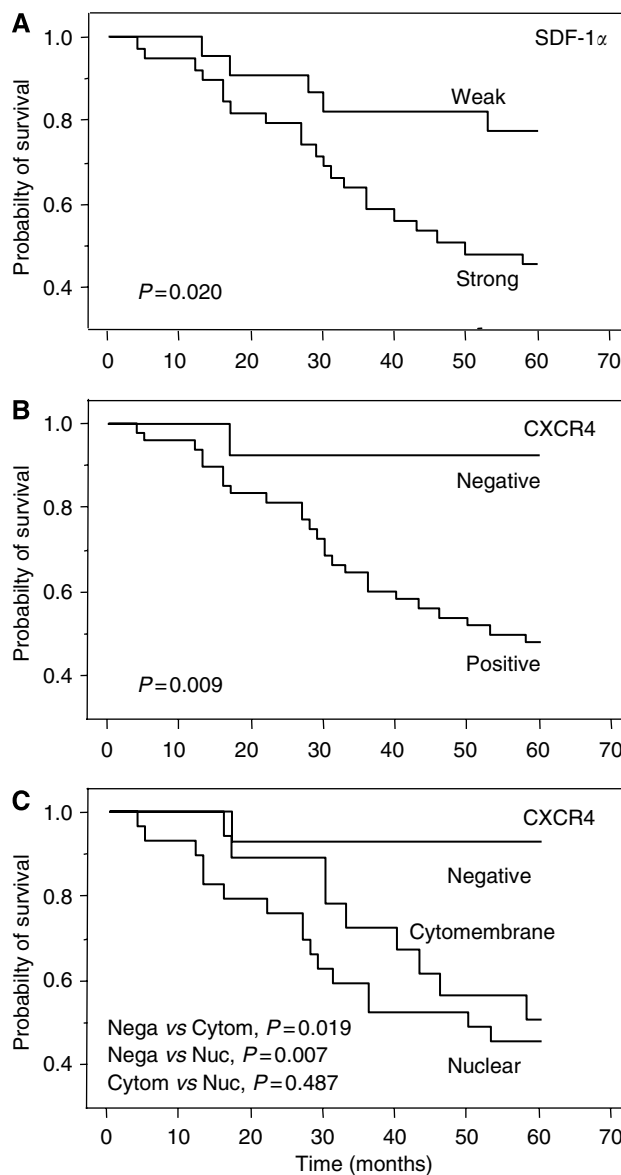 A
SDF-1α
1.0
0.8
0.6
0.4
Probabilty of survival
Weak
Strong
P=0.020
0 10 20 30 40 50 60 70
B
CXCR4
1.0
0.8
0.6
0.4
Probabilty of survival
Negative
Positive
P=0.009
0 10 20 30 40 50 60 70
C
CXCR4
1.0
0.8
0.6
0.4
Probabilty of survival
Negative
Cytomembrane
Nega vs Cytom, P=0.019
Nega vs Nuc, P=0.007
Cytom vs Nuc, P=0.487
Nuclear
0 10 20 30 40 50 60 70
Time (months)